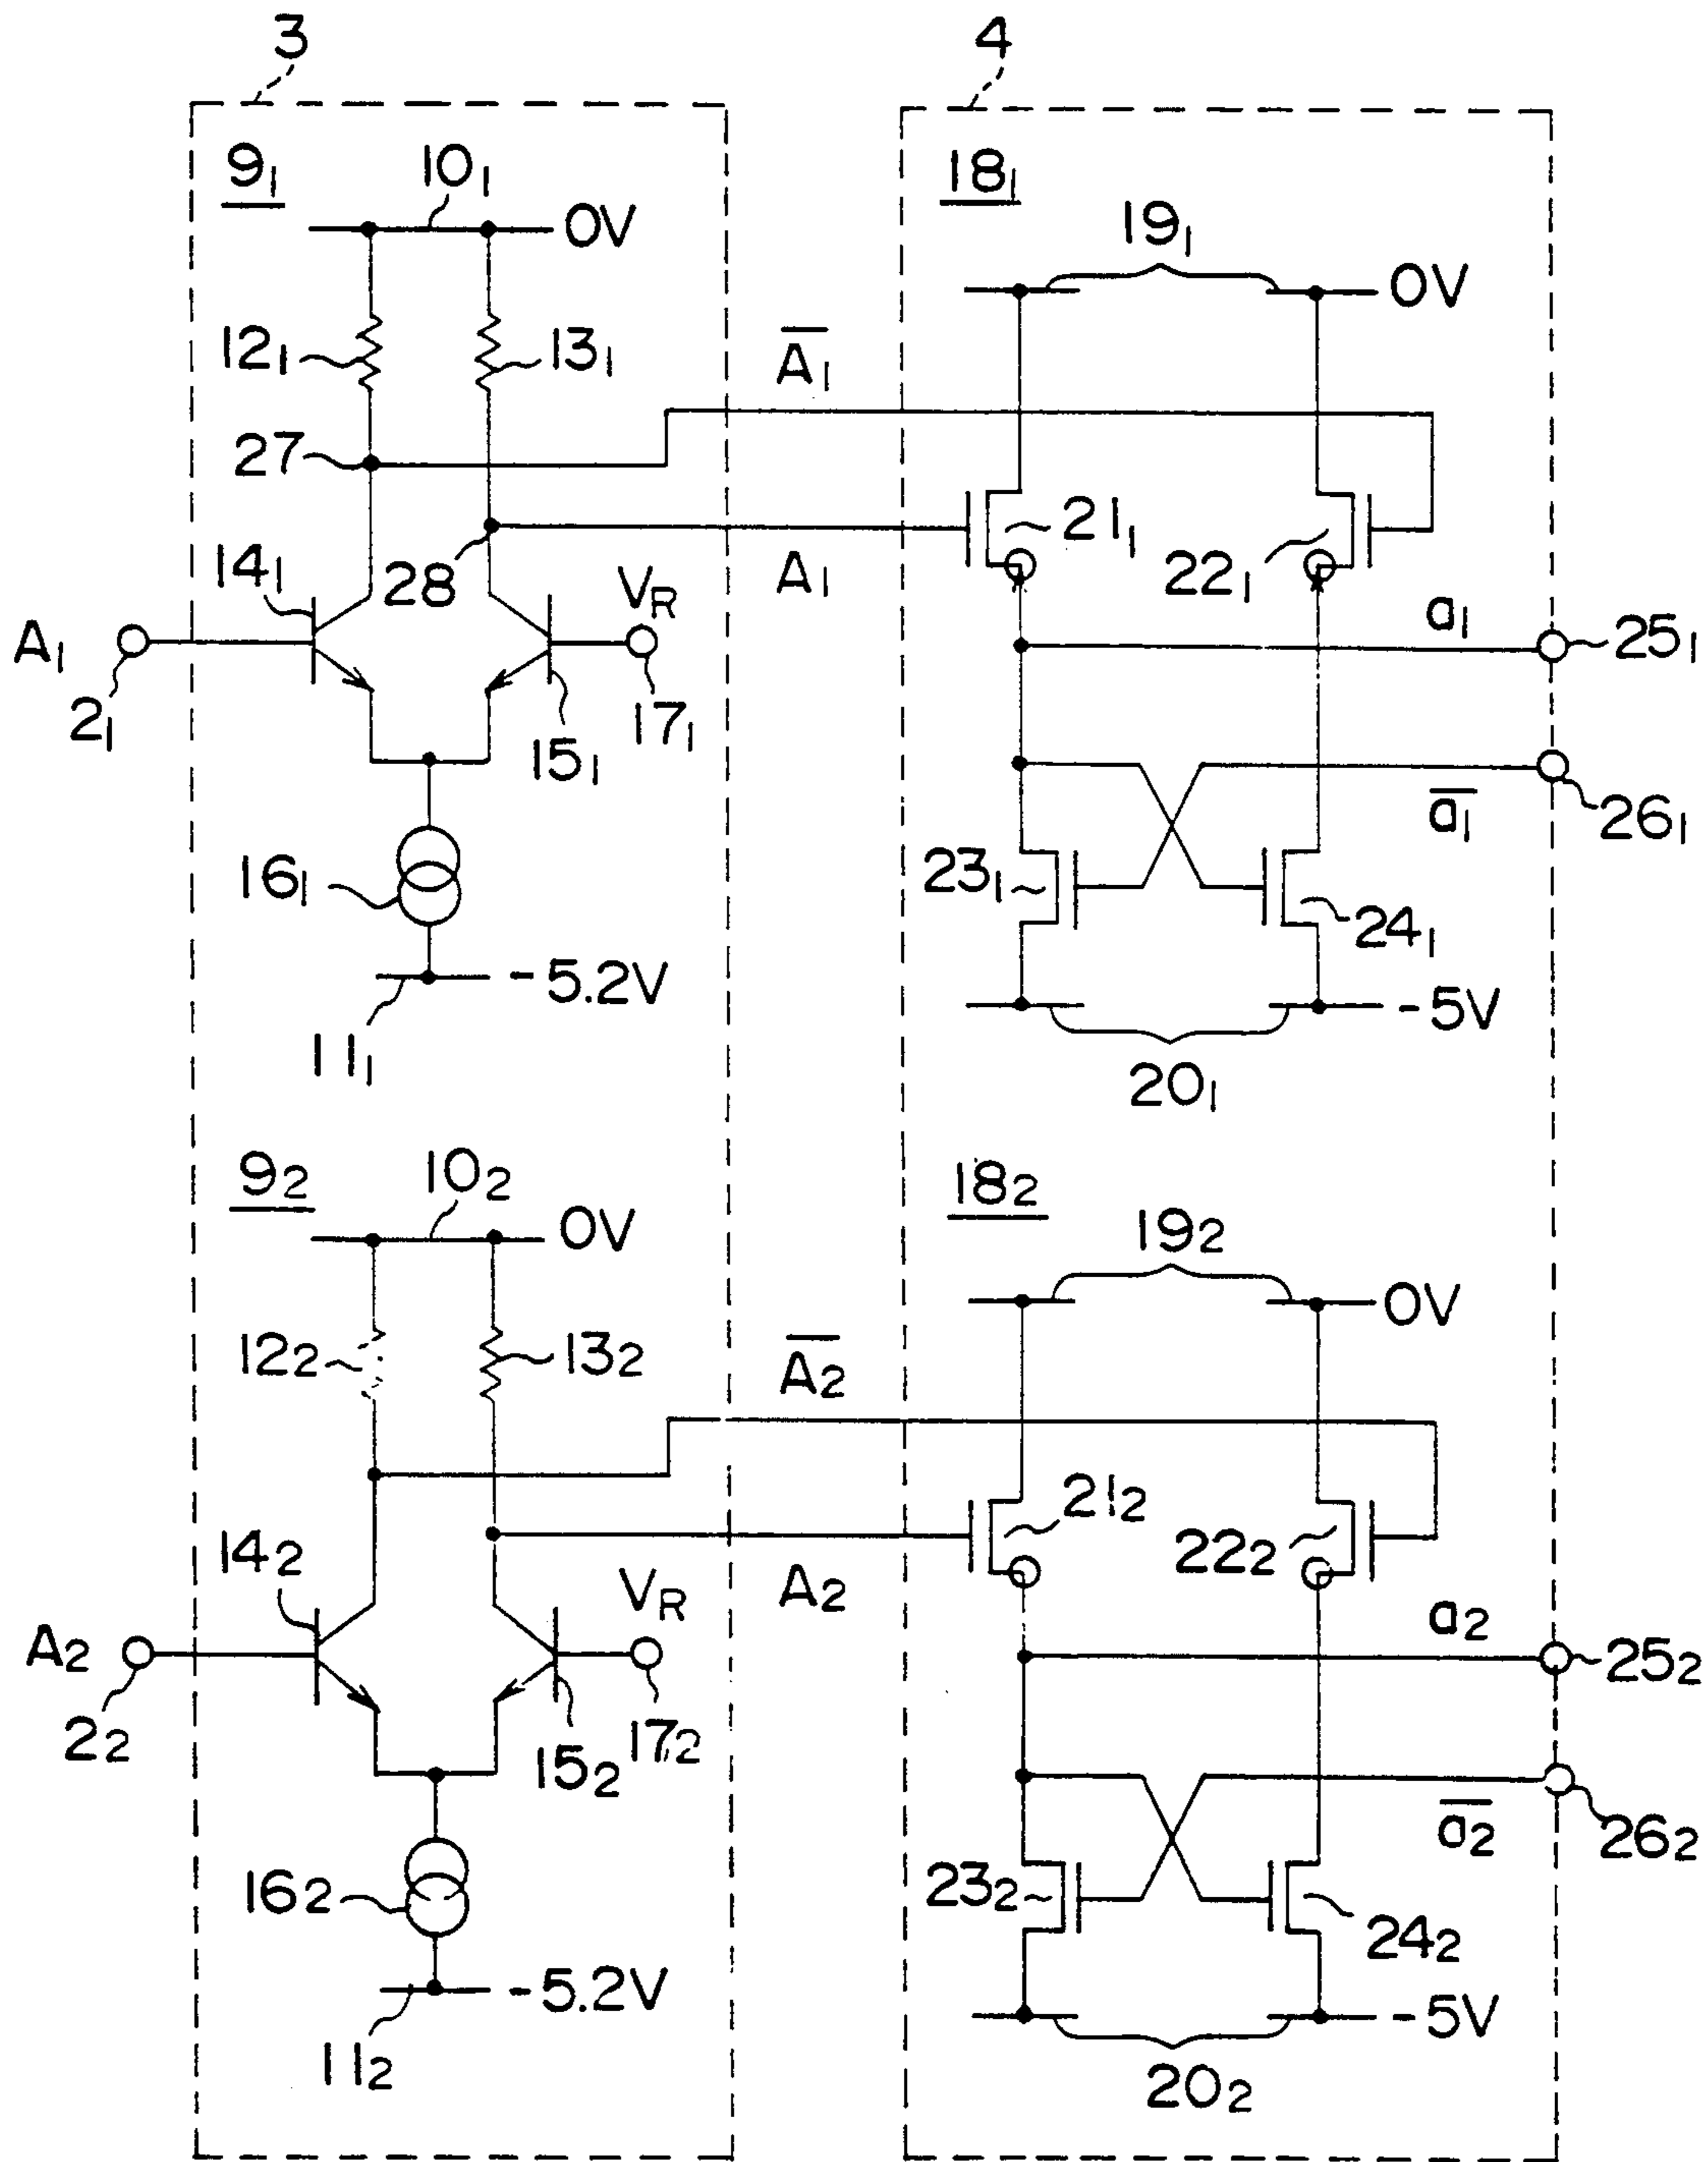 3
4
9₁
10₁
0V
18₁
19₁
0V
12₁
13₁
A̅₁
27
28
A₁
21₁
22₁
14₁
V_R
A₁
2₁
17₁
15₁
a₁
25₁
a̅₁
26₁
16₁
23₁
24₁
-5.2V
11₁
-5V
20₁
9₂
10₂
0V
18₂
19₂
0V
12₂
13₂
A̅₂
A₂
21₂
22₂
14₂
V_R
A₂
2₂
17₂
15₂
a₂
25₂
a̅₂
26₂
16₂
23₂
24₂
-5.2V
11₂
-5V
20₂